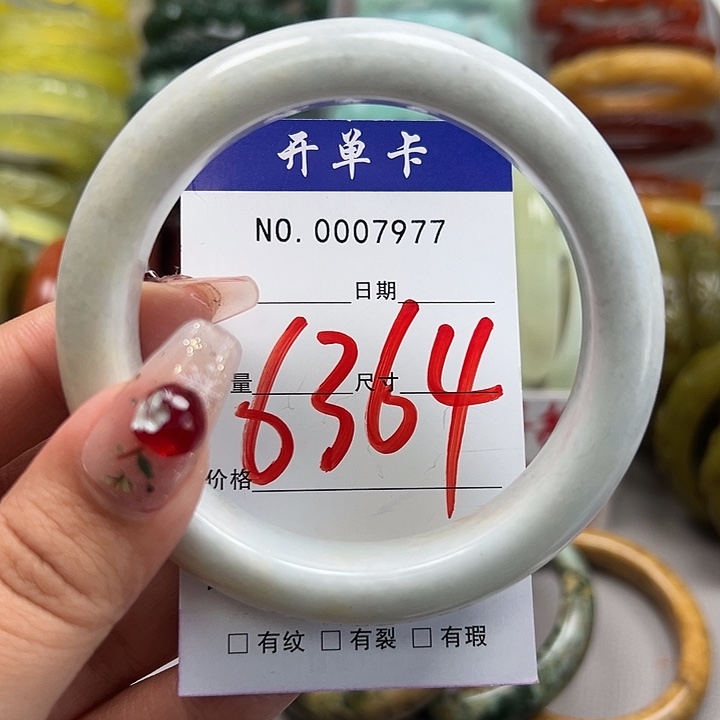 开单卡
NO. 0007977
日期
6364
量 尺寸
价格
□ 有纹 □ 有裂 □ 有瑕